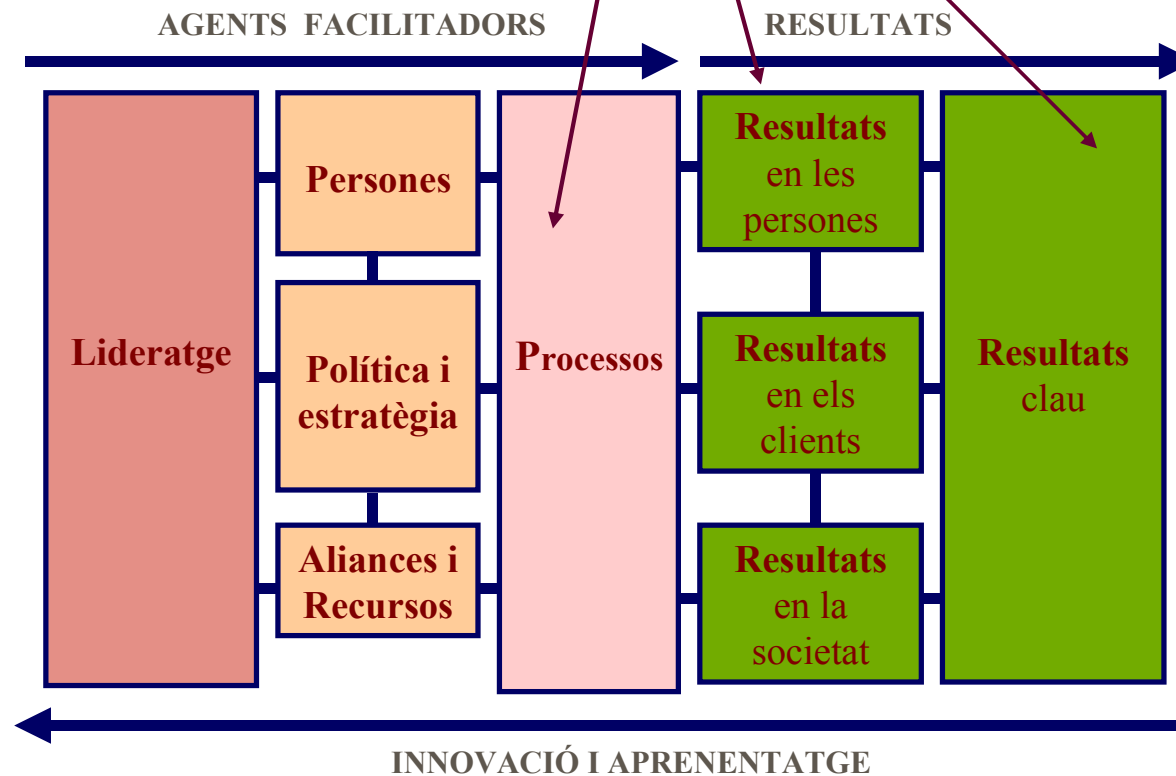 AGENTS FACILITADORS
RESULTATS
Lideratge
Persones
Política i
estratègia
Aliances i
Recursos
Processos
Resultats
en les
persones
Resultats
en els
clients
Resultats
en la
societat
Resultats
clau
INNOVACIÓ I APRENENTATGE